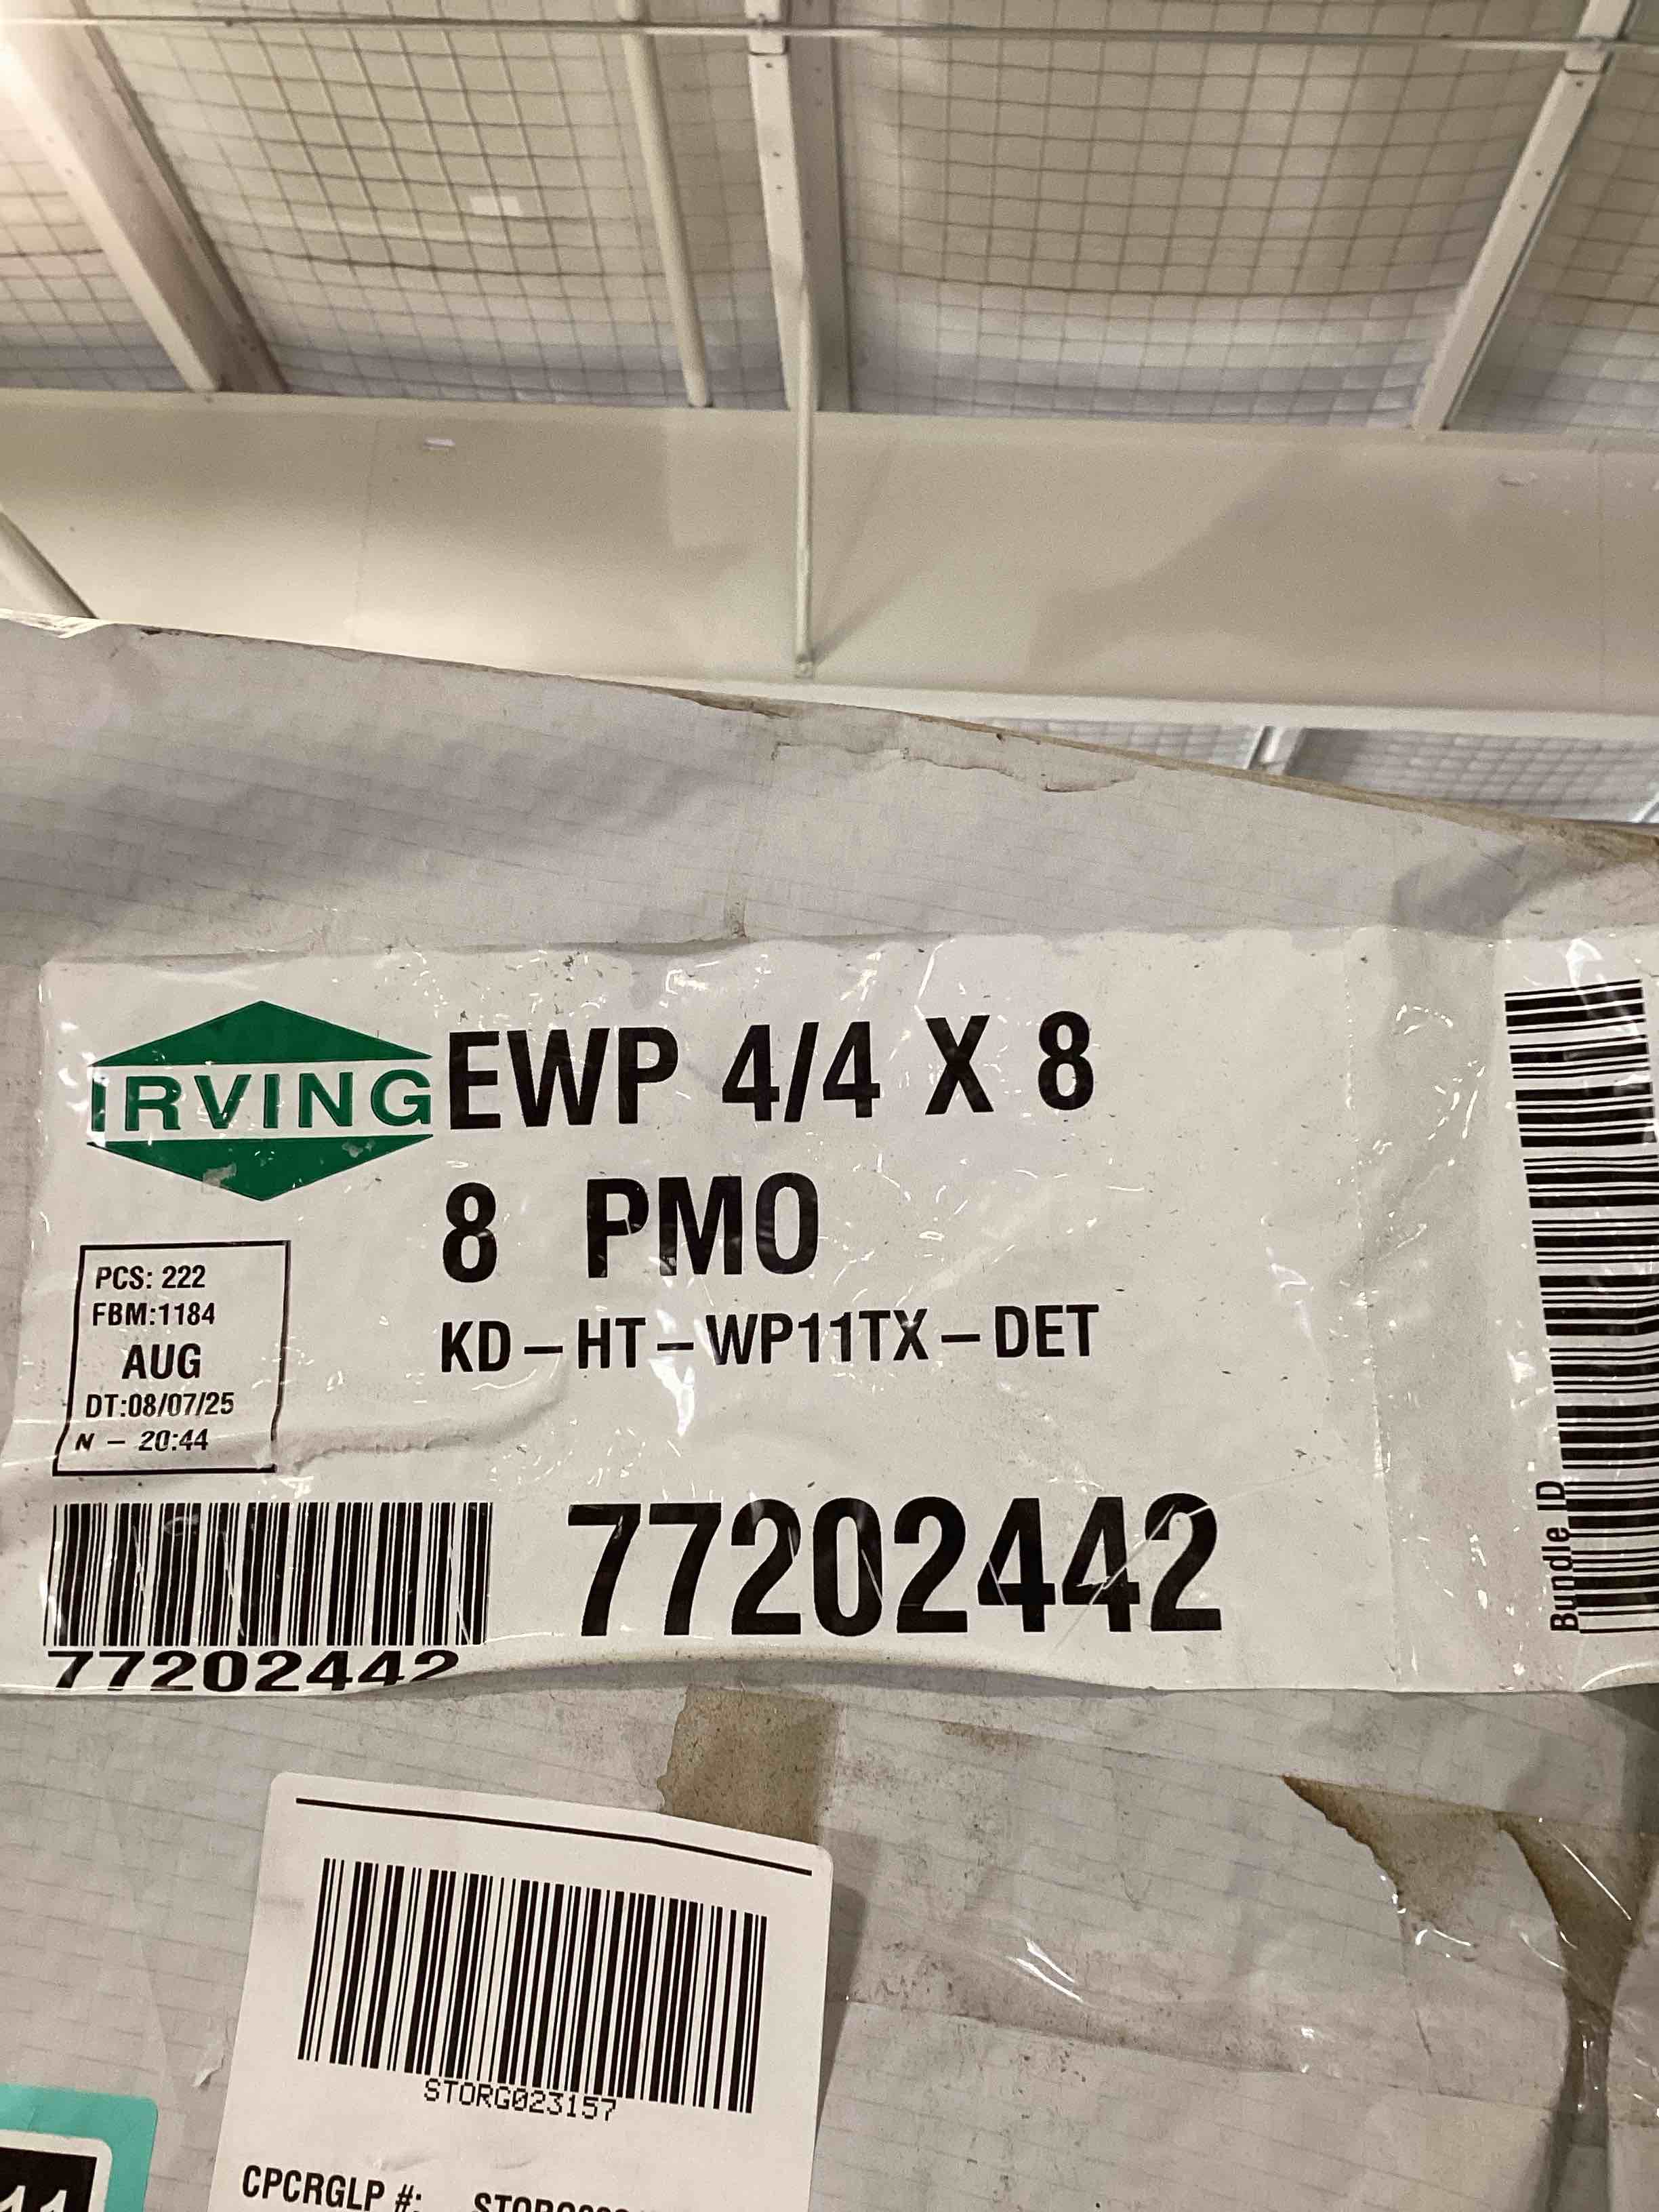 IRVING
EWP 4/4 X 8
8 PMO
KD-HT-WP11TX-DET
PCS: 222
FBM:1184
AUG
DT:08/07/25
N - 20:44
77202442
77202442
Bundle ID
STORG023157
CPCRGLP #: